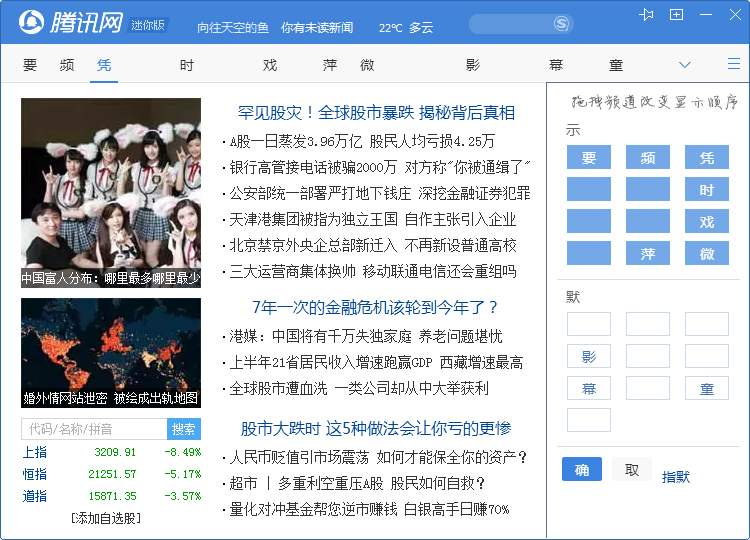 腾讯网 迷你版 向往天空的鱼 你有未读新闻 22℃ 多云
要 频 凭 时 戏 萍 微 影 幕 童
罕见股灾！全球股市暴跌 揭秘背后真相
· A股一日蒸发3.96万亿 股民人均亏损4.25万
· 银行高管接电话被骗2000万 对方称"你被通缉了"
· 公安部统一部署严打地下钱庄 深挖金融证券犯罪
· 天津港集团被指为独立王国 自作主张引入企业
· 北京禁京外央企总部新迁入 不再新设普通高校
· 三大运营商集体换帅 移动联通电信还会重组吗
中国富人分布：哪里最多哪里最少
7年一次的金融危机该轮到今年了？
· 港媒：中国将有千万失独家庭 养老问题堪忧
· 上半年21省居民收入增速跑赢GDP 西藏增速最高
· 全球股市遭血洗 一类公司却从中大举获利
婚外情网站泄密 被绘成出轨地图
股市大跌时 这5种做法会让你亏的更惨
· 人民币贬值引市场震荡 如何才能保全你的资产？
· 超市 | 多重利空重压A股 股民如何自救？
· 量化对冲基金帮您逆市赚钱 白银高手日赚70%
代码/名称/拼音 搜索
上指 3209.91 -8.49%
恒指 21251.57 -5.17%
道指 15871.35 -3.57%
[添加自选股]
拖拽频道改变显示顺序
示
要 频 凭
时
戏
萍 微
默
影
幕 童
确 取 指默